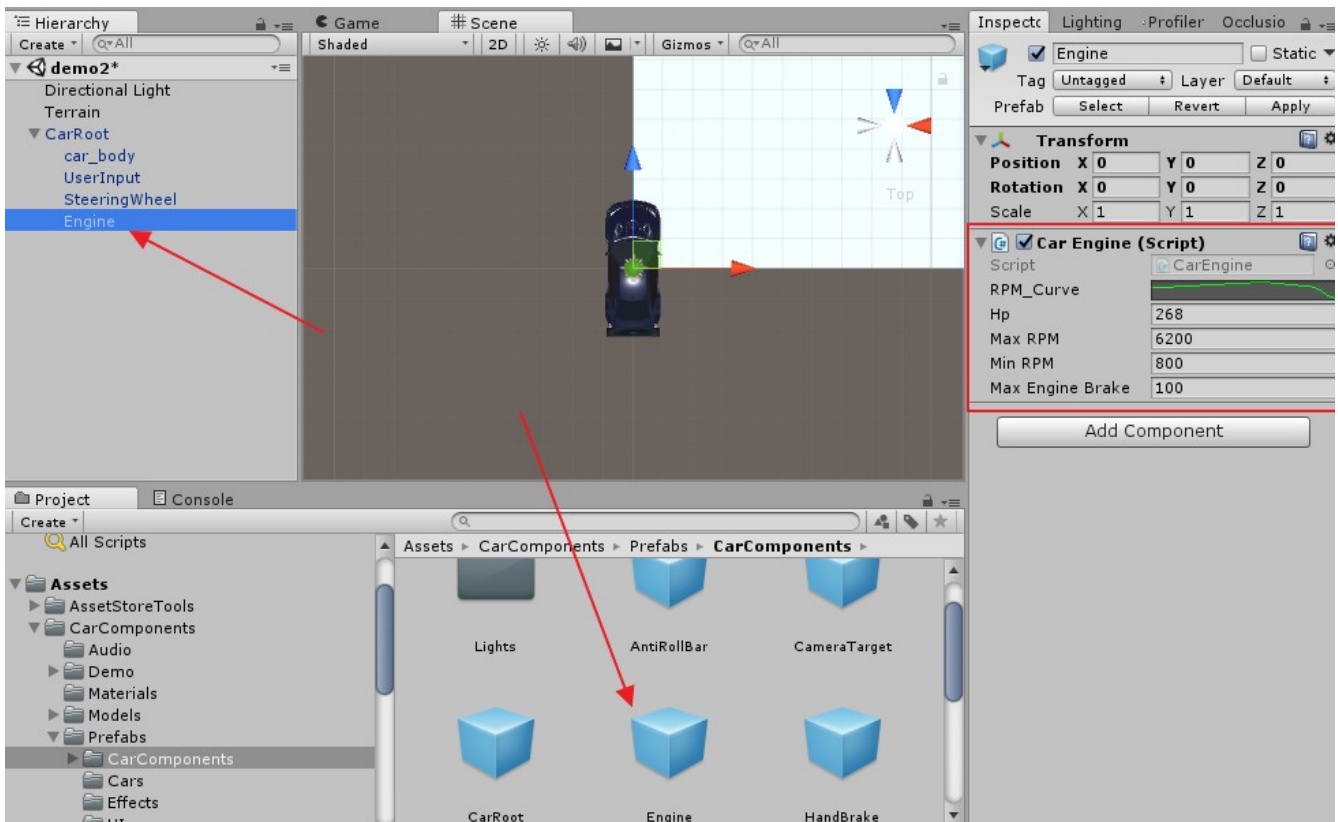 Hierarchy
Create All
demo2*
Directional Light
Terrain
CarRoot
car_body
UserInput
SteeringWheel
Engine
Game Scene
Shaded 2D Gizmos All
Top
Inspectc Lighting Profiler Occlusio
Engine Static
Tag Untagged Layer Default
Prefab Select Revert Apply
Transform
Position X 0 Y 0 Z 0
Rotation X 0 Y 0 Z 0
Scale X 1 Y 1 Z 1
Car Engine (Script)
Script CarEngine
RPM_Curve
Hp 268
Max RPM 6200
Min RPM 800
Max Engine Brake 100
Add Component
Project Console
Create
All Scripts
Assets
AssetStoreTools
CarComponents
Audio
Demo
Materials
Models
Prefabs
CarComponents
Cars
Effects
Assets CarComponents Prefabs CarComponents
Lights AntiRollBar CameraTarget
CarRoot Engine HandBrake